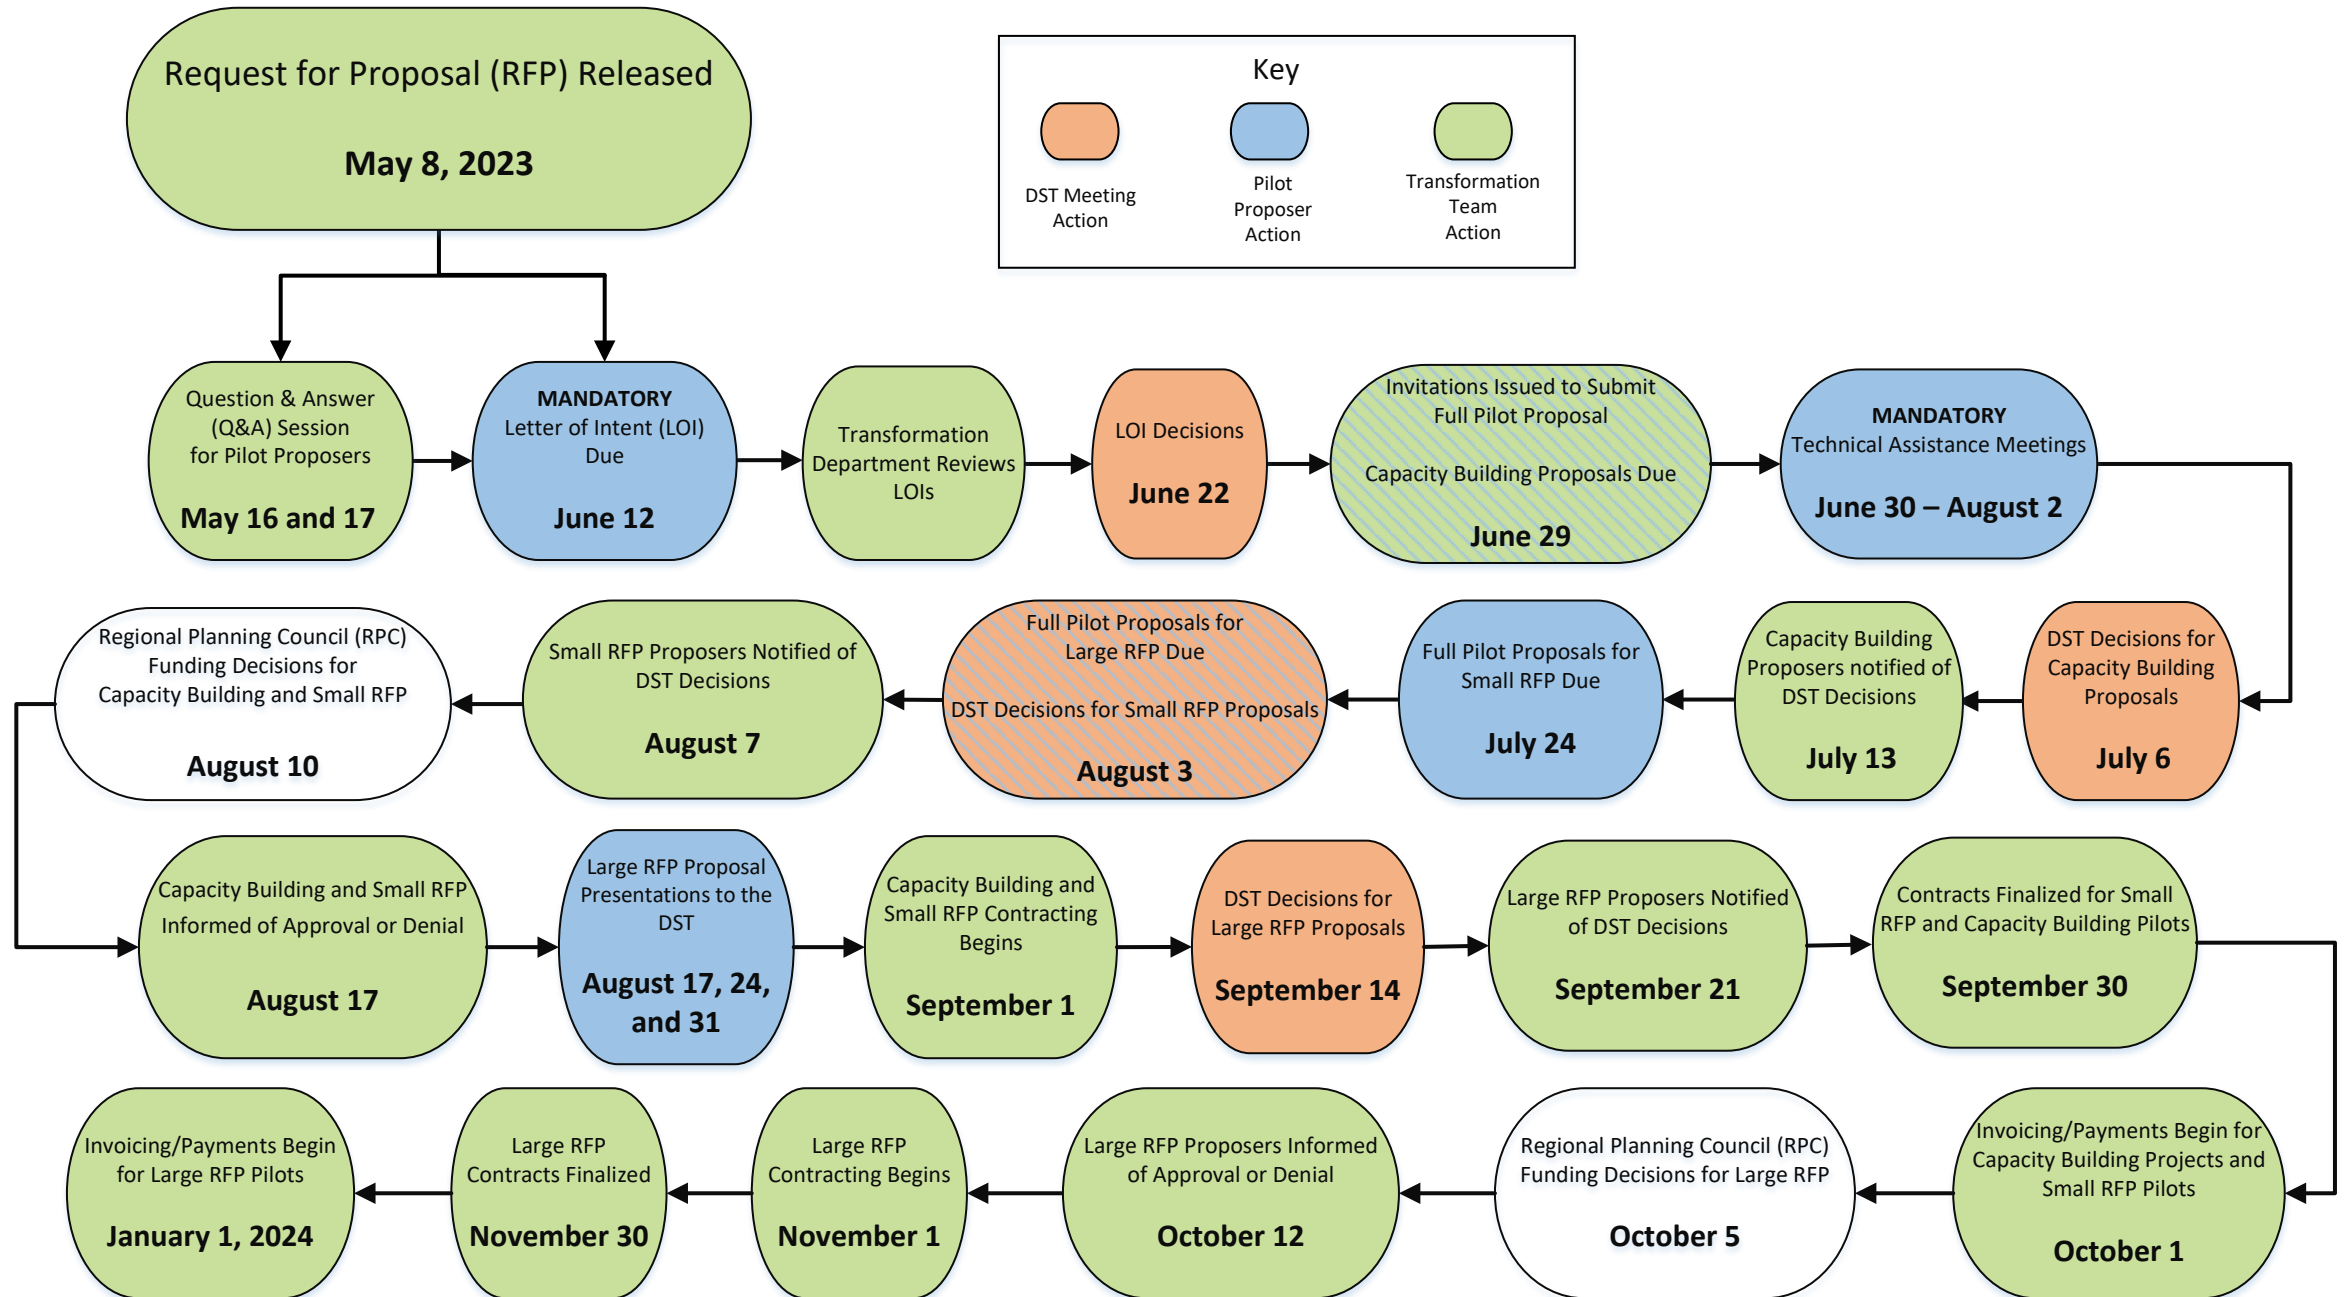 Request for Proposal (RFP) Released
May 8, 2023
Key
DST Meeting
Action
Pilot
Proposer
Action
Transformation
Team
Action
Question & Answer
(Q&A) Session
for Pilot Proposers
May 16 and 17
MANDATORY
Letter of Intent (LOI)
Due
June 12
Transformation
Department Reviews
LOIs
LOI Decisions
June 22
Invitations Issued to Submit
Full Pilot Proposal
Capacity Building Proposals Due
June 29
MANDATORY
Technical Assistance Meetings
June 30 – August 2
DST Decisions for
Capacity Building
Proposals
July 6
Capacity Building
Proposers notified of
DST Decisions
July 13
Full Pilot Proposals for
Small RFP Due
July 24
Full Pilot Proposals for
Large RFP Due
DST Decisions for Small RFP Proposals
August 3
Small RFP Proposers Notified of
DST Decisions
August 7
Regional Planning Council (RPC)
Funding Decisions for
Capacity Building and Small RFP
August 10
Capacity Building and Small RFP
Informed of Approval or Denial
August 17
Large RFP Proposal
Presentations to the
DST
August 17, 24,
and 31
Capacity Building and
Small RFP Contracting
Begins
September 1
DST Decisions for
Large RFP Proposals
September 14
Large RFP Proposers Notified
of DST Decisions
September 21
Contracts Finalized for Small
RFP and Capacity Building Pilots
September 30
Invoicing/Payments Begin for
Capacity Building Projects and
Small RFP Pilots
October 1
Regional Planning Council (RPC)
Funding Decisions for Large RFP
October 5
Large RFP Proposers Informed
of Approval or Denial
October 12
Large RFP
Contracting Begins
November 1
Large RFP
Contracts Finalized
November 30
Invoicing/Payments Begin
for Large RFP Pilots
January 1, 2024